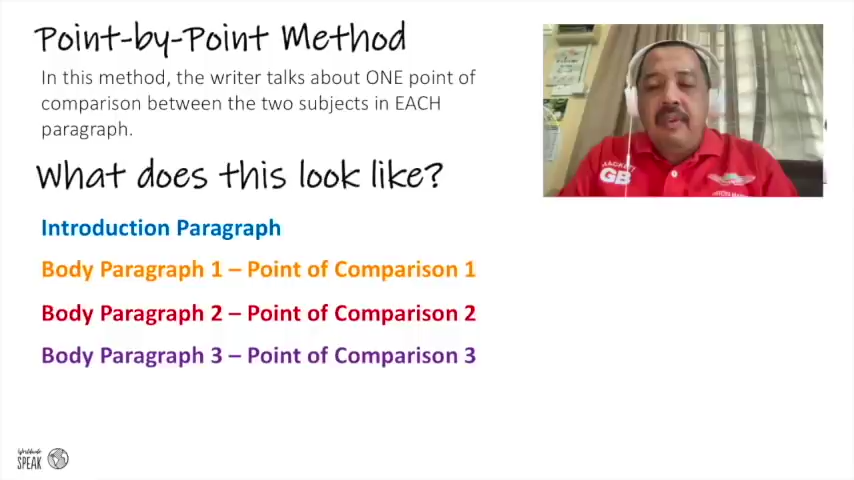 Point-by-Point Method
In this method, the writer talks about ONE point of
comparison between the two subjects in EACH
paragraph.
What does this look like?
Introduction Paragraph
Body Paragraph 1 – Point of Comparison 1
Body Paragraph 2 – Point of Comparison 2
Body Paragraph 3 – Point of Comparison 3
GB
Worldwide
SPEAK